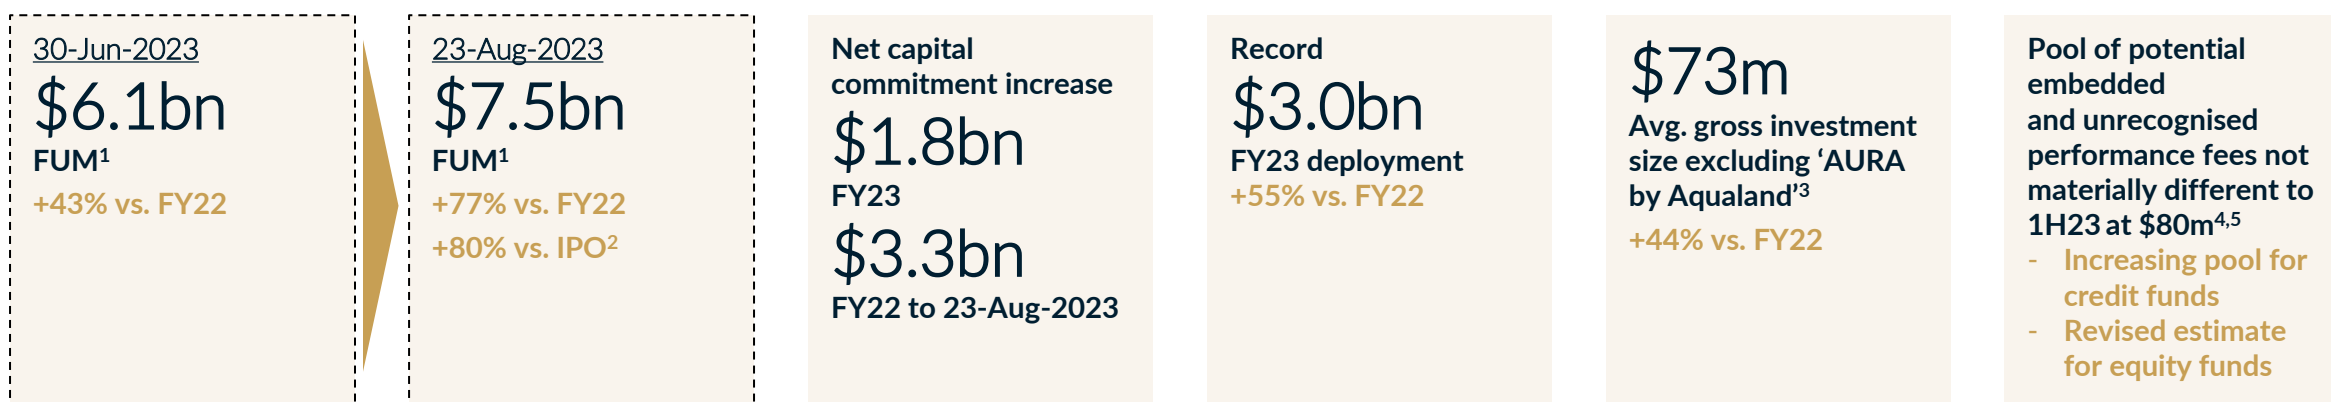 30-Jun-2023
$6.1bn
FUM¹
+43% vs. FY22
23-Aug-2023
$7.5bn
FUM¹
+77% vs. FY22
+80% vs. IPO²
Net capital
commitment increase
$1.8bn
FY23
$3.3bn
FY22 to 23-Aug-2023
Record
$3.0bn
FY23 deployment
+55% vs. FY22
$73m
Avg. gross investment
size excluding ‘AURA
by Aqualand’³
+44% vs. FY22
Pool of potential
embedded
and unrecognised
performance fees not
materially different to
1H23 at $80m⁴,⁵
- Increasing pool for
credit funds
- Revised estimate
for equity funds